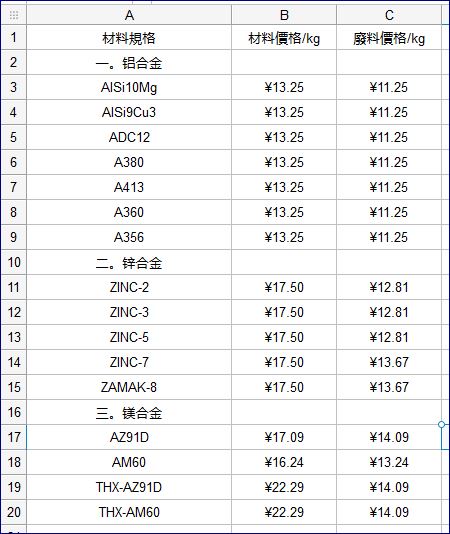 A B C
1 材料規格 材料價格/kg 廢料價格/kg
2 一。铝合金
3 AlSi10Mg ¥13.25 ¥11.25
4 AlSi9Cu3 ¥13.25 ¥11.25
5 ADC12 ¥13.25 ¥11.25
6 A380 ¥13.25 ¥11.25
7 A413 ¥13.25 ¥11.25
8 A360 ¥13.25 ¥11.25
9 A356 ¥13.25 ¥11.25
10 二。锌合金
11 ZINC-2 ¥17.50 ¥12.81
12 ZINC-3 ¥17.50 ¥12.81
13 ZINC-5 ¥17.50 ¥12.81
14 ZINC-7 ¥17.50 ¥13.67
15 ZAMAK-8 ¥17.50 ¥13.67
16 三。镁合金
17 AZ91D ¥17.09 ¥14.09
18 AM60 ¥16.24 ¥13.24
19 THX-AZ91D ¥22.29 ¥14.09
20 THX-AM60 ¥22.29 ¥14.09